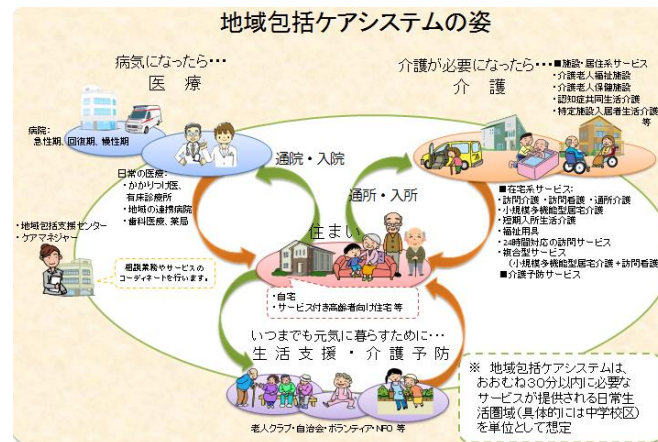 地域包括ケアシステムの姿
病気になったら･･･
医 療
介護が必要になったら･･･
介 護
■施設・居住系サービス
・介護老人福祉施設
・介護老人保健施設
・認知症共同生活介護
・特定施設入居者生活介護
等
病院:
急性期、回復期、慢性期
日常の医療:
・かかりつけ医、
有床診療所
・地域の連携病院
・歯科医療、薬局
通院・入院
通所・入所
■在宅系サービス:
・訪問介護・訪問看護・通所介護
・小規模多機能型居宅介護
・短期入所生活介護
・福祉用具
・24時間対応の訪問サービス
・複合型サービス
(小規模多機能型居宅介護+訪問看護)
■介護予防サービス
・地域包括支援センター
・ケアマネジャー
相談業務やサービスの
コーディネートを行います。
住まい
・自宅
・サービス付き高齢者向け住宅 等
いつまでも元気に暮らすために･･･
生活支援・介護予防
老人クラブ・自治会・ボランティア・NPO 等
※ 地域包括ケアシステムは、
おおむね30分以内に必要な
サービスが提供される日常生
活圏域(具体的には中学校区)
を単位として想定